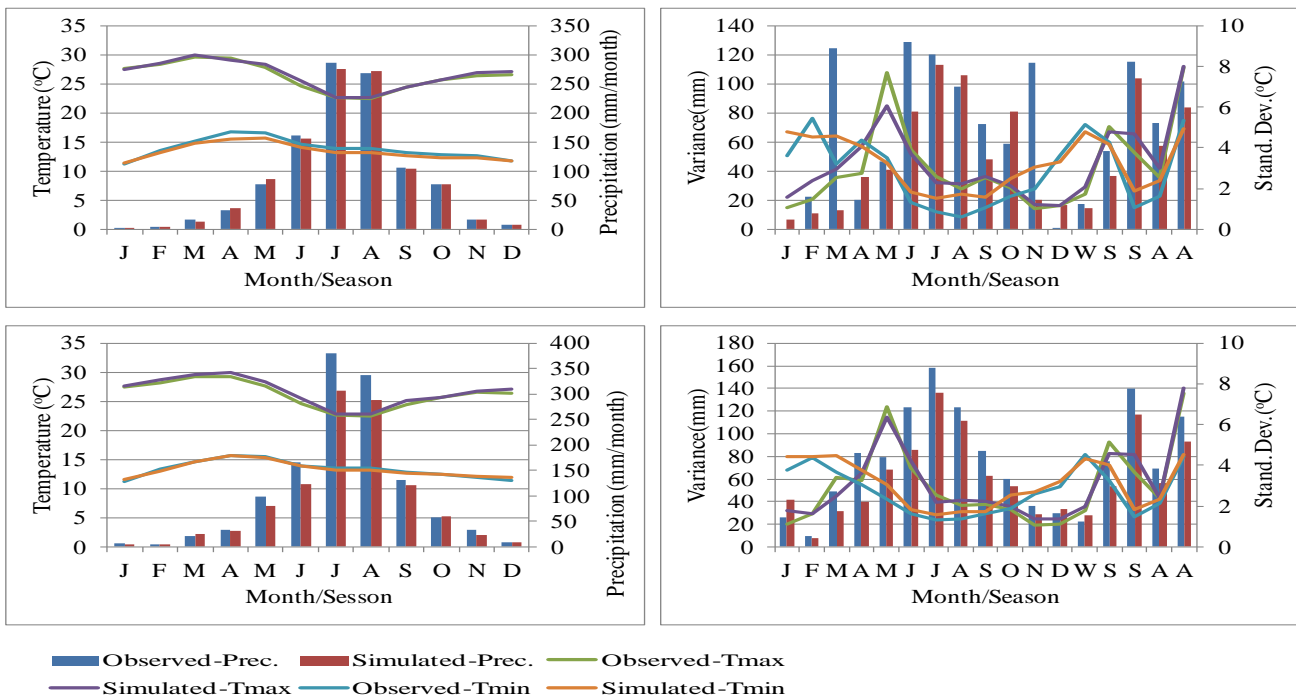 35 350
30 300
25 250
20 200
15 150
10 100
5 50
0 0
Temperature (ºC)
Precipitation (mm/month)
J F M A M J J A S O N D
Month/Season
140 10
120 8
100
80 6
60 4
40
20 2
0 0
Variance(mm)
Stand. Dev.(ºC)
J F M A M J J A S O N D W S S A A
Month/Season
35 400
30 350
25 300
20 250
15 200
10 150
5 100
0 50
0
Temperature (ºC)
Precipitation (mm/month)
J F M A M J J A S O N D
Month/Sesson
180 10
160 8
140
120 6
100
80 4
60
40 2
20
0 0
Variance(mm)
Stand.Dev.(ºC)
J F M A M J J A S O N D W S S A A
Month/Season
Observed-Prec. Simulated-Prec. Observed-Tmax
Simulated-Tmax Observed-Tmin Simulated-Tmin